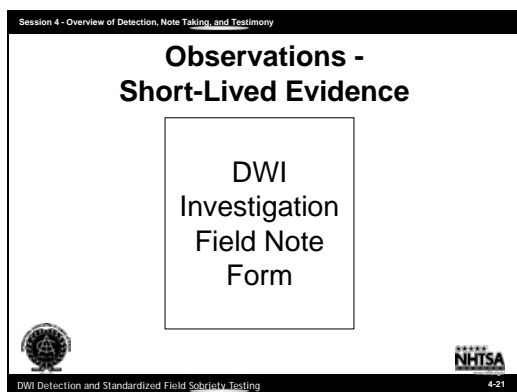 Session 4 - Overview of Detection, Note Taking, and Testimony
Observations -
Short-Lived Evidence
DWI
Investigation
Field Note
Form
NHTSA
DWI Detection and Standardized Field Sobriety Testing
4-21